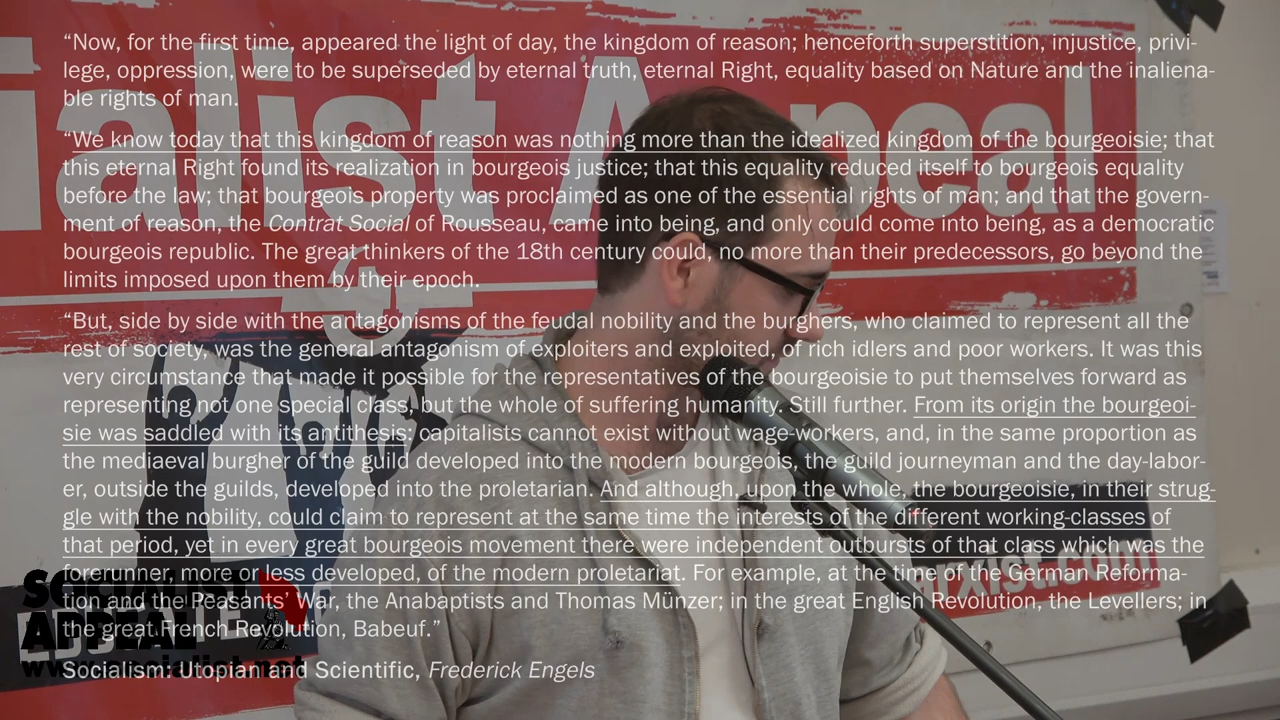 “Now, for the first time, appeared the light of day, the kingdom of reason; henceforth superstition, injustice, privi-
lege, oppression, were to be superseded by eternal truth, eternal Right, equality based on Nature and the inaliena-
ble rights of man.
“We know today that this kingdom of reason was nothing more than the idealized kingdom of the bourgeoisie; that
this eternal Right found its realization in bourgeois justice; that this equality reduced itself to bourgeois equality
before the law; that bourgeois property was proclaimed as one of the essential rights of man; and that the govern-
ment of reason, the Contrat Social of Rousseau, came into being, and only could come into being, as a democratic
bourgeois republic. The great thinkers of the 18th century could, no more than their predecessors, go beyond the
limits imposed upon them by their epoch.
“But, side by side with the antagonisms of the feudal nobility and the burghers, who claimed to represent all the
rest of society, was the general antagonism of exploiters and exploited, of rich idlers and poor workers. It was this
very circumstance that made it possible for the representatives of the bourgeoisie to put themselves forward as
representing not one special class, but the whole of suffering humanity. Still further. From its origin the bourgeoi-
sie was saddled with its antithesis: capitalists cannot exist without wage-workers, and, in the same proportion as
the mediaeval burgher of the guild developed into the modern bourgeois, the guild journeyman and the day-labor-
er, outside the guilds, developed into the proletarian. And although, upon the whole, the bourgeoisie, in their strug-
gle with the nobility, could claim to represent at the same time the interests of the different working-classes of
that period, yet in every great bourgeois movement there were independent outbursts of that class which was the
forerunner, more or less developed, of the modern proletariat. For example, at the time of the German Reforma-
tion and the Peasants’ War, the Anabaptists and Thomas Münzer; in the great English Revolution, the Levellers; in
the great French Revolution, Babeuf.”
Socialism: Utopian and Scientific, Frederick Engels
ialist Appeal
rxist.com
SOCIALIST
APPEAL
www.socialist.net